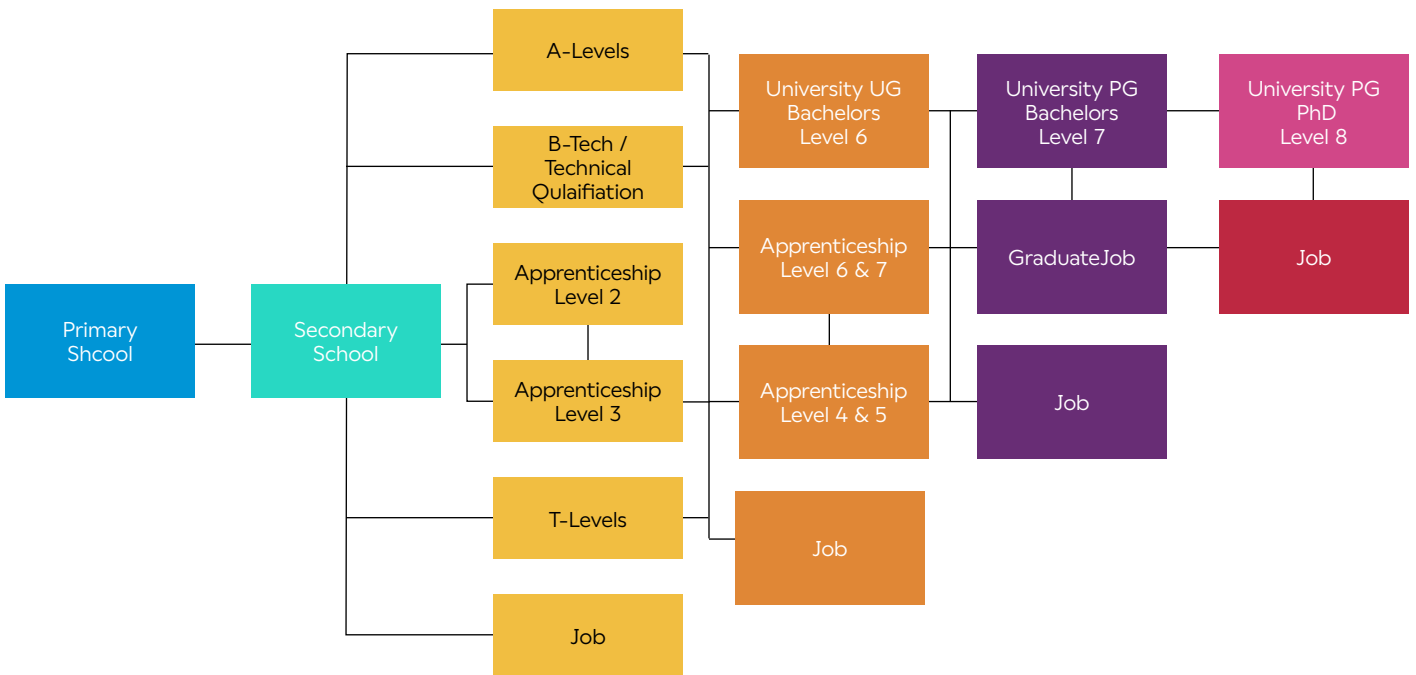 Primary
Shcool
Secondary
School
A-Levels
B-Tech /
Technical
Qulaifiation
Apprenticeship
Level 2
Apprenticeship
Level 3
T-Levels
Job
University UG
Bachelors
Level 6
Apprenticeship
Level 6 & 7
Apprenticeship
Level 4 & 5
Job
University PG
Bachelors
Level 7
GraduateJob
Job
University PG
PhD
Level 8
Job